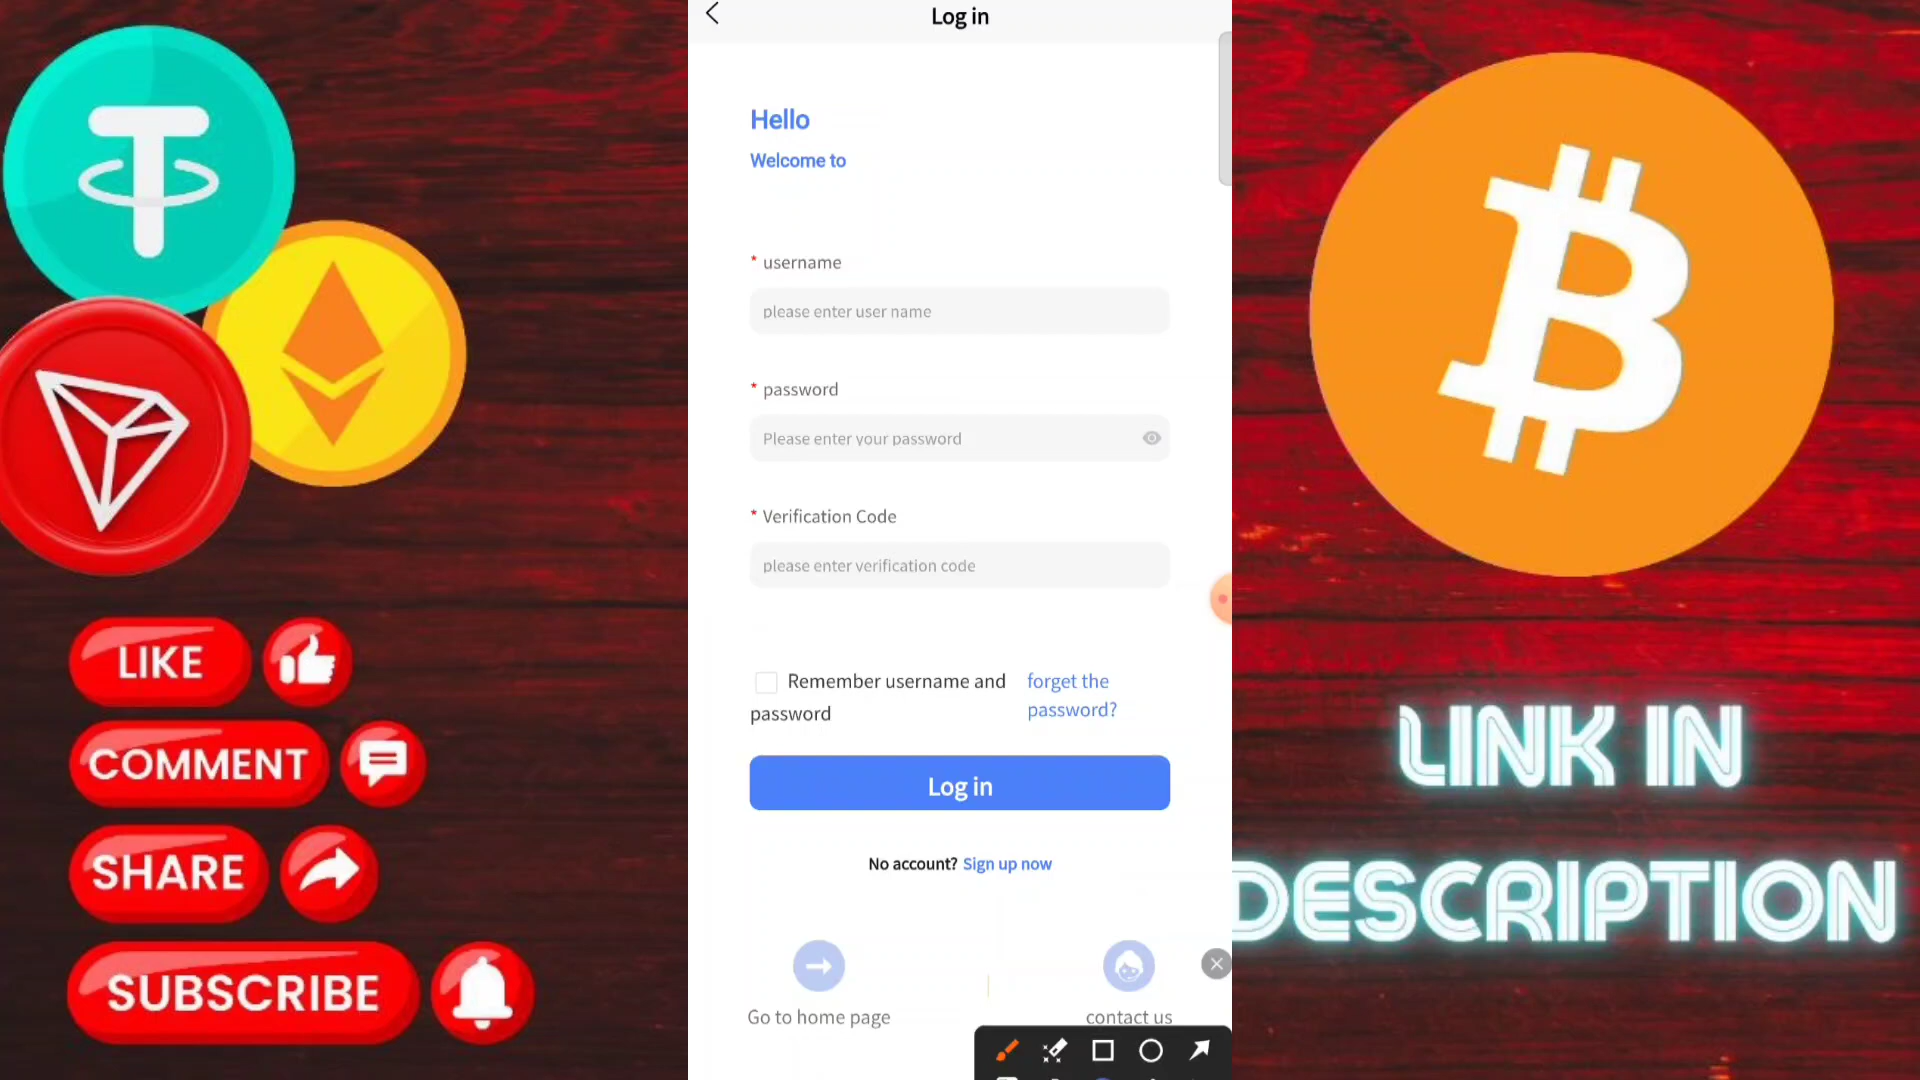 Log in
Hello
Welcome to
* username
please enter user name
* password
Please enter your password
* Verification Code
please enter verification code
Remember username and
password
forget the
password?
Log in
No account? Sign up now
Go to home page
contact us
LIKE
COMMENT
SHARE
SUBSCRIBE
LINK IN
DESCRIPTION